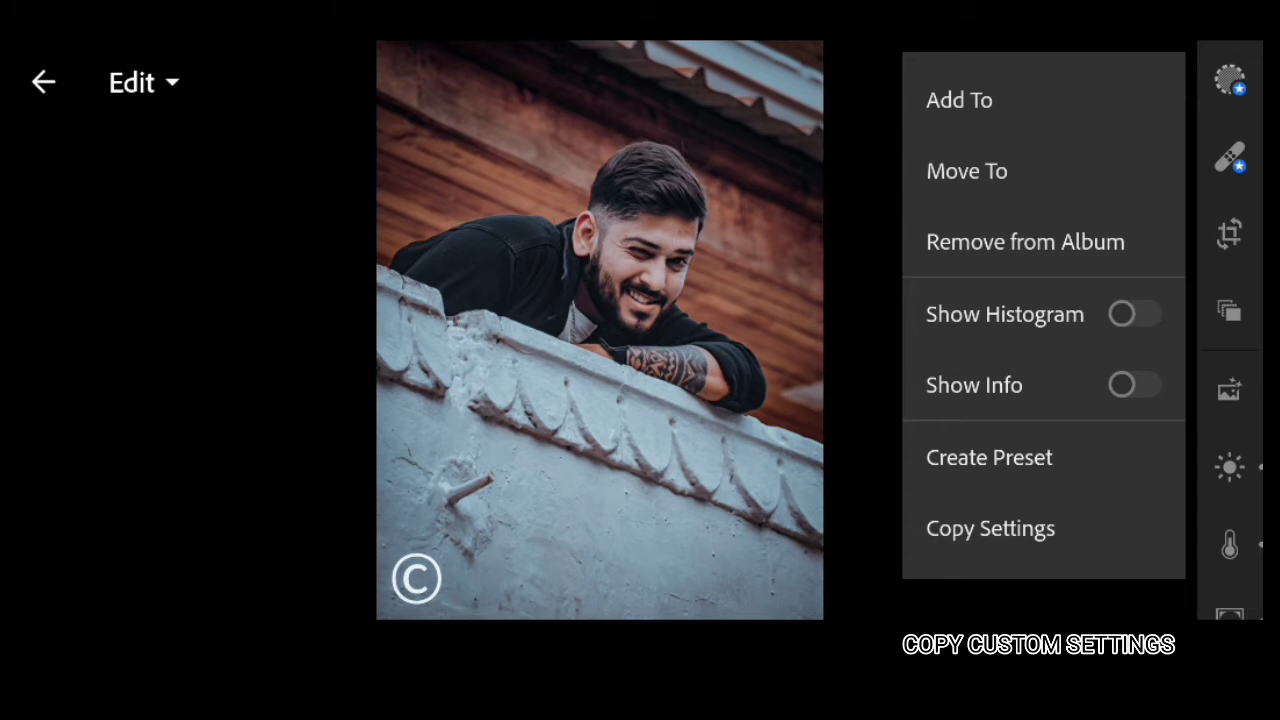 Edit
Add To
Move To
Remove from Album
Show Histogram
Show Info
Create Preset
Copy Settings
©
COPY CUSTOM SETTINGS